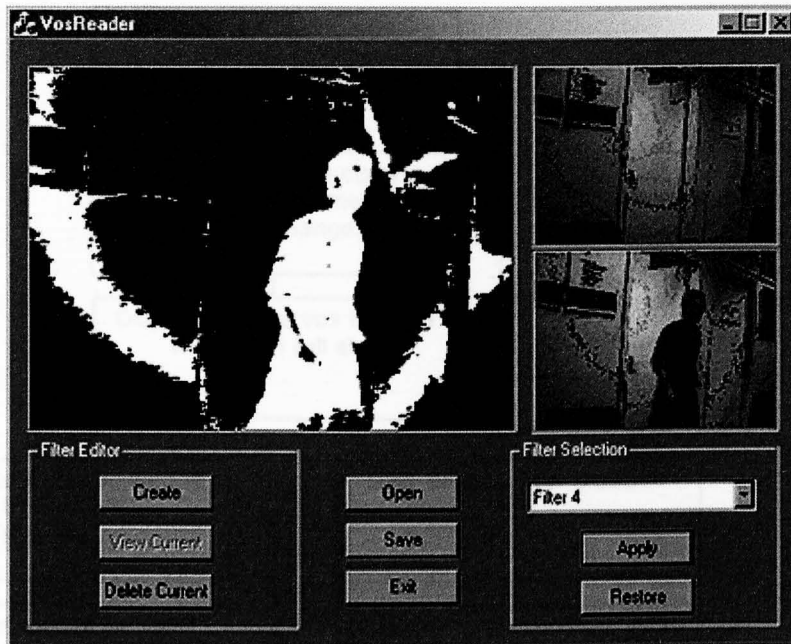 VosReader
Filter Editor
Create
View Current
Delete Current
Open
Save
Exit
Filter Selection
Filter 4
Apply
Restore